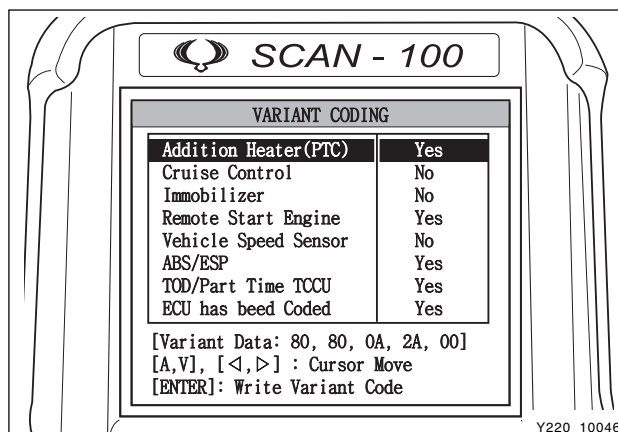 SCAN - 100
VARIANT CODING
Addition Heater(PTC) Yes
Cruise Control No
Immobilizer No
Remote Start Engine Yes
Vehicle Speed Sensor No
ABS/ESP Yes
TOD/Part Time TCCU Yes
ECU has beed Coded Yes
[Variant Data: 80, 80, 0A, 2A, 00]
[A,V], [◁,▷] : Cursor Move
[ENTER]: Write Variant Code
Y220_10046